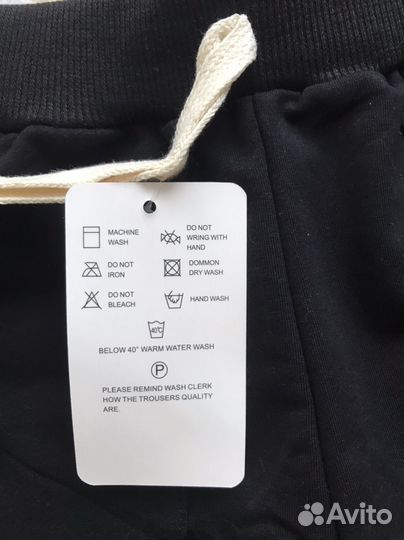 MACHINE
WASH
DO NOT
WRING WITH
HAND
DO NOT
IRON
DOMMON
DRY WASH
DO NOT
BLEACH
HAND WASH
40℃
BELOW 40° WARM WATER WASH
P
PLEASE REMIND WASH CLERK
HOW THE TROUSERS QUALITY
ARE.
Avito